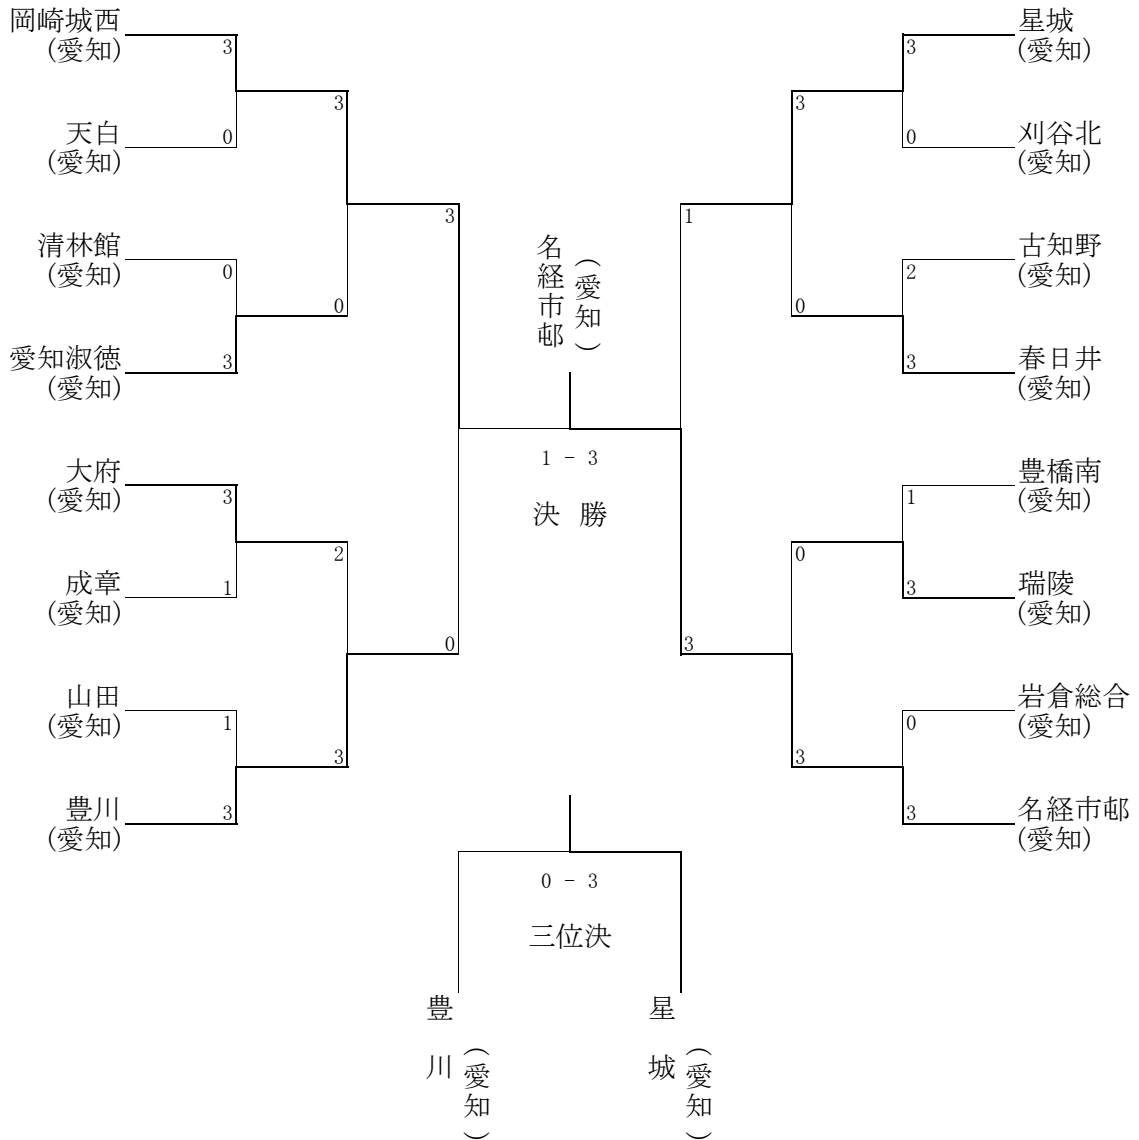 岡崎城西
(愛知)
3
3
天白
0
(愛知)
3
清林館
0
(愛知)
0
愛知淑徳
3
(愛知)
大府
3
(愛知)
2
成章
1
(愛知)
0
山田
1
(愛知)
3
豊川
3
(愛知)
名経市邨
(愛知)
1 - 3
決 勝
星城
3
(愛知)
3
刈谷北
0
(愛知)
1
古知野
2
(愛知)
0
春日井
3
(愛知)
豊橋南
1
(愛知)
0
瑞陵
3
(愛知)
3
岩倉総合
0
(愛知)
3
名経市邨
3
(愛知)
0 - 3
三位決
豊川
(愛知)
星城
(愛知)